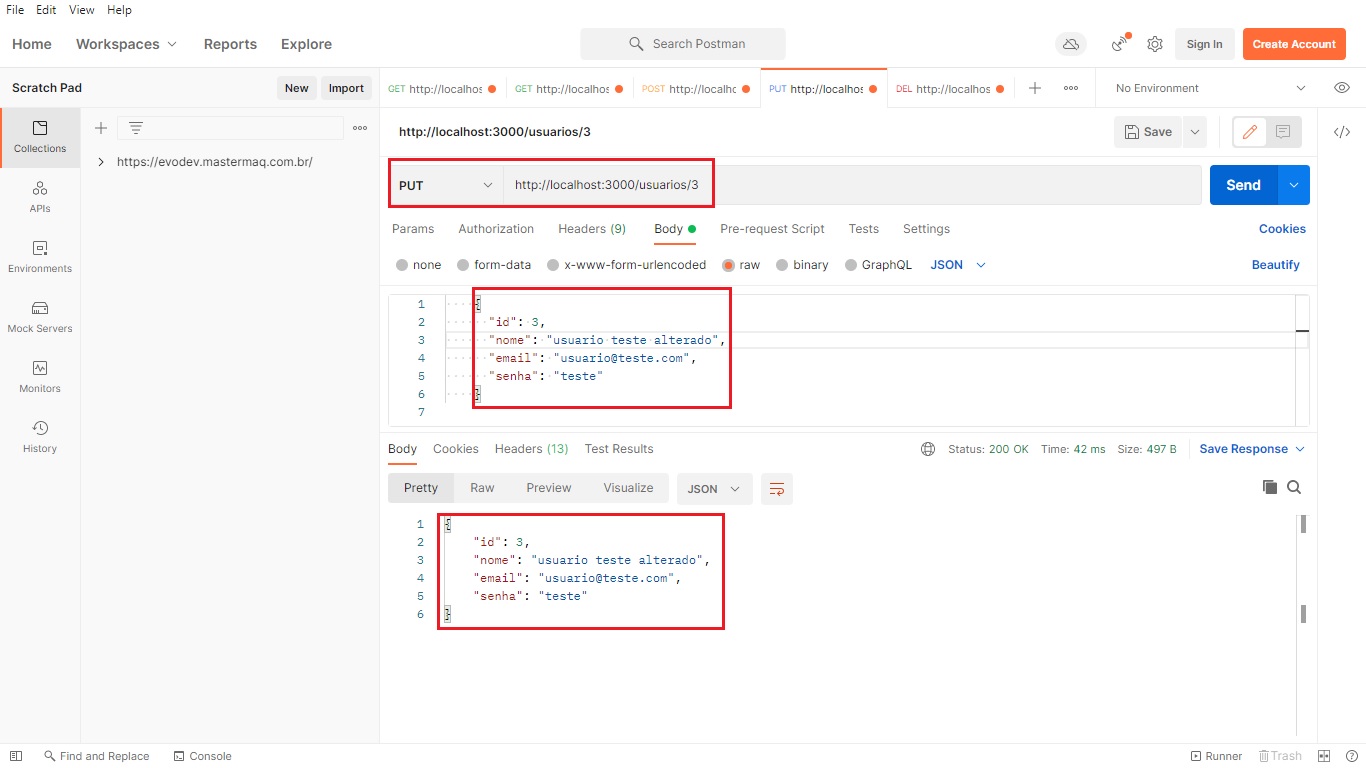 File Edit View Help
Home Workspaces Reports Explore Search Postman Sign In Create Account
Scratch Pad New Import GET http://localhos GET http://localhos POST http://localhc PUT http://localhos DEL http://localhos No Environment
Collections
https://evodev.mastermaq.com.br/
APIs
Environments
Mock Servers
Monitors
History
http://localhost:3000/usuarios/3 Save
PUT http://localhost:3000/usuarios/3 Send
Params Authorization Headers (9) Body Pre-request Script Tests Settings Cookies
none form-data x-www-form-urlencoded raw binary GraphQL JSON Beautify
1 {
2 "id": 3,
3 "nome": "usuario teste alterado",
4 "email": "usuario@teste.com",
5 "senha": "teste"
6 }
7
Body Cookies Headers (13) Test Results Status: 200 OK Time: 42 ms Size: 497 B Save Response
Pretty Raw Preview Visualize JSON
1 {
2 "id": 3,
3 "nome": "usuario teste alterado",
4 "email": "usuario@teste.com",
5 "senha": "teste"
6 }
Find and Replace Console Runner Trash